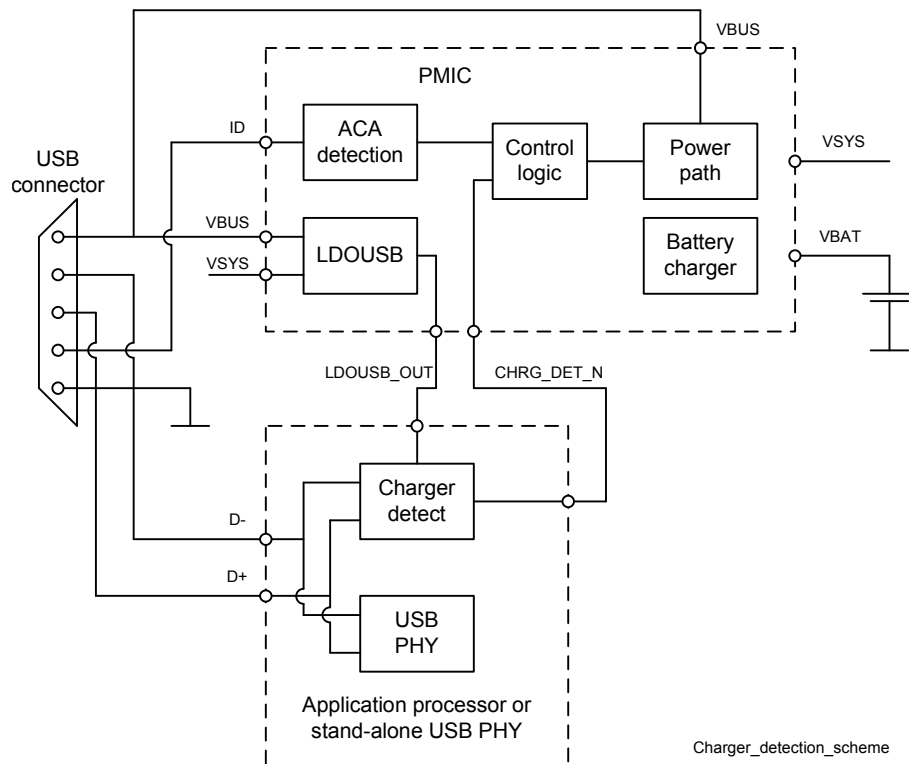 VBUS
PMIC
ID
ACA
detection
Control
logic
Power
path
VSYS
USB
connector
VBUS
LDOUSB
VSYS
Battery
charger
VBAT
LDOUSB_OUT
CHRG_DET_N
Charger
detect
D-
D+
USB
PHY
Application processor or
stand-alone USB PHY
Charger_detection_scheme